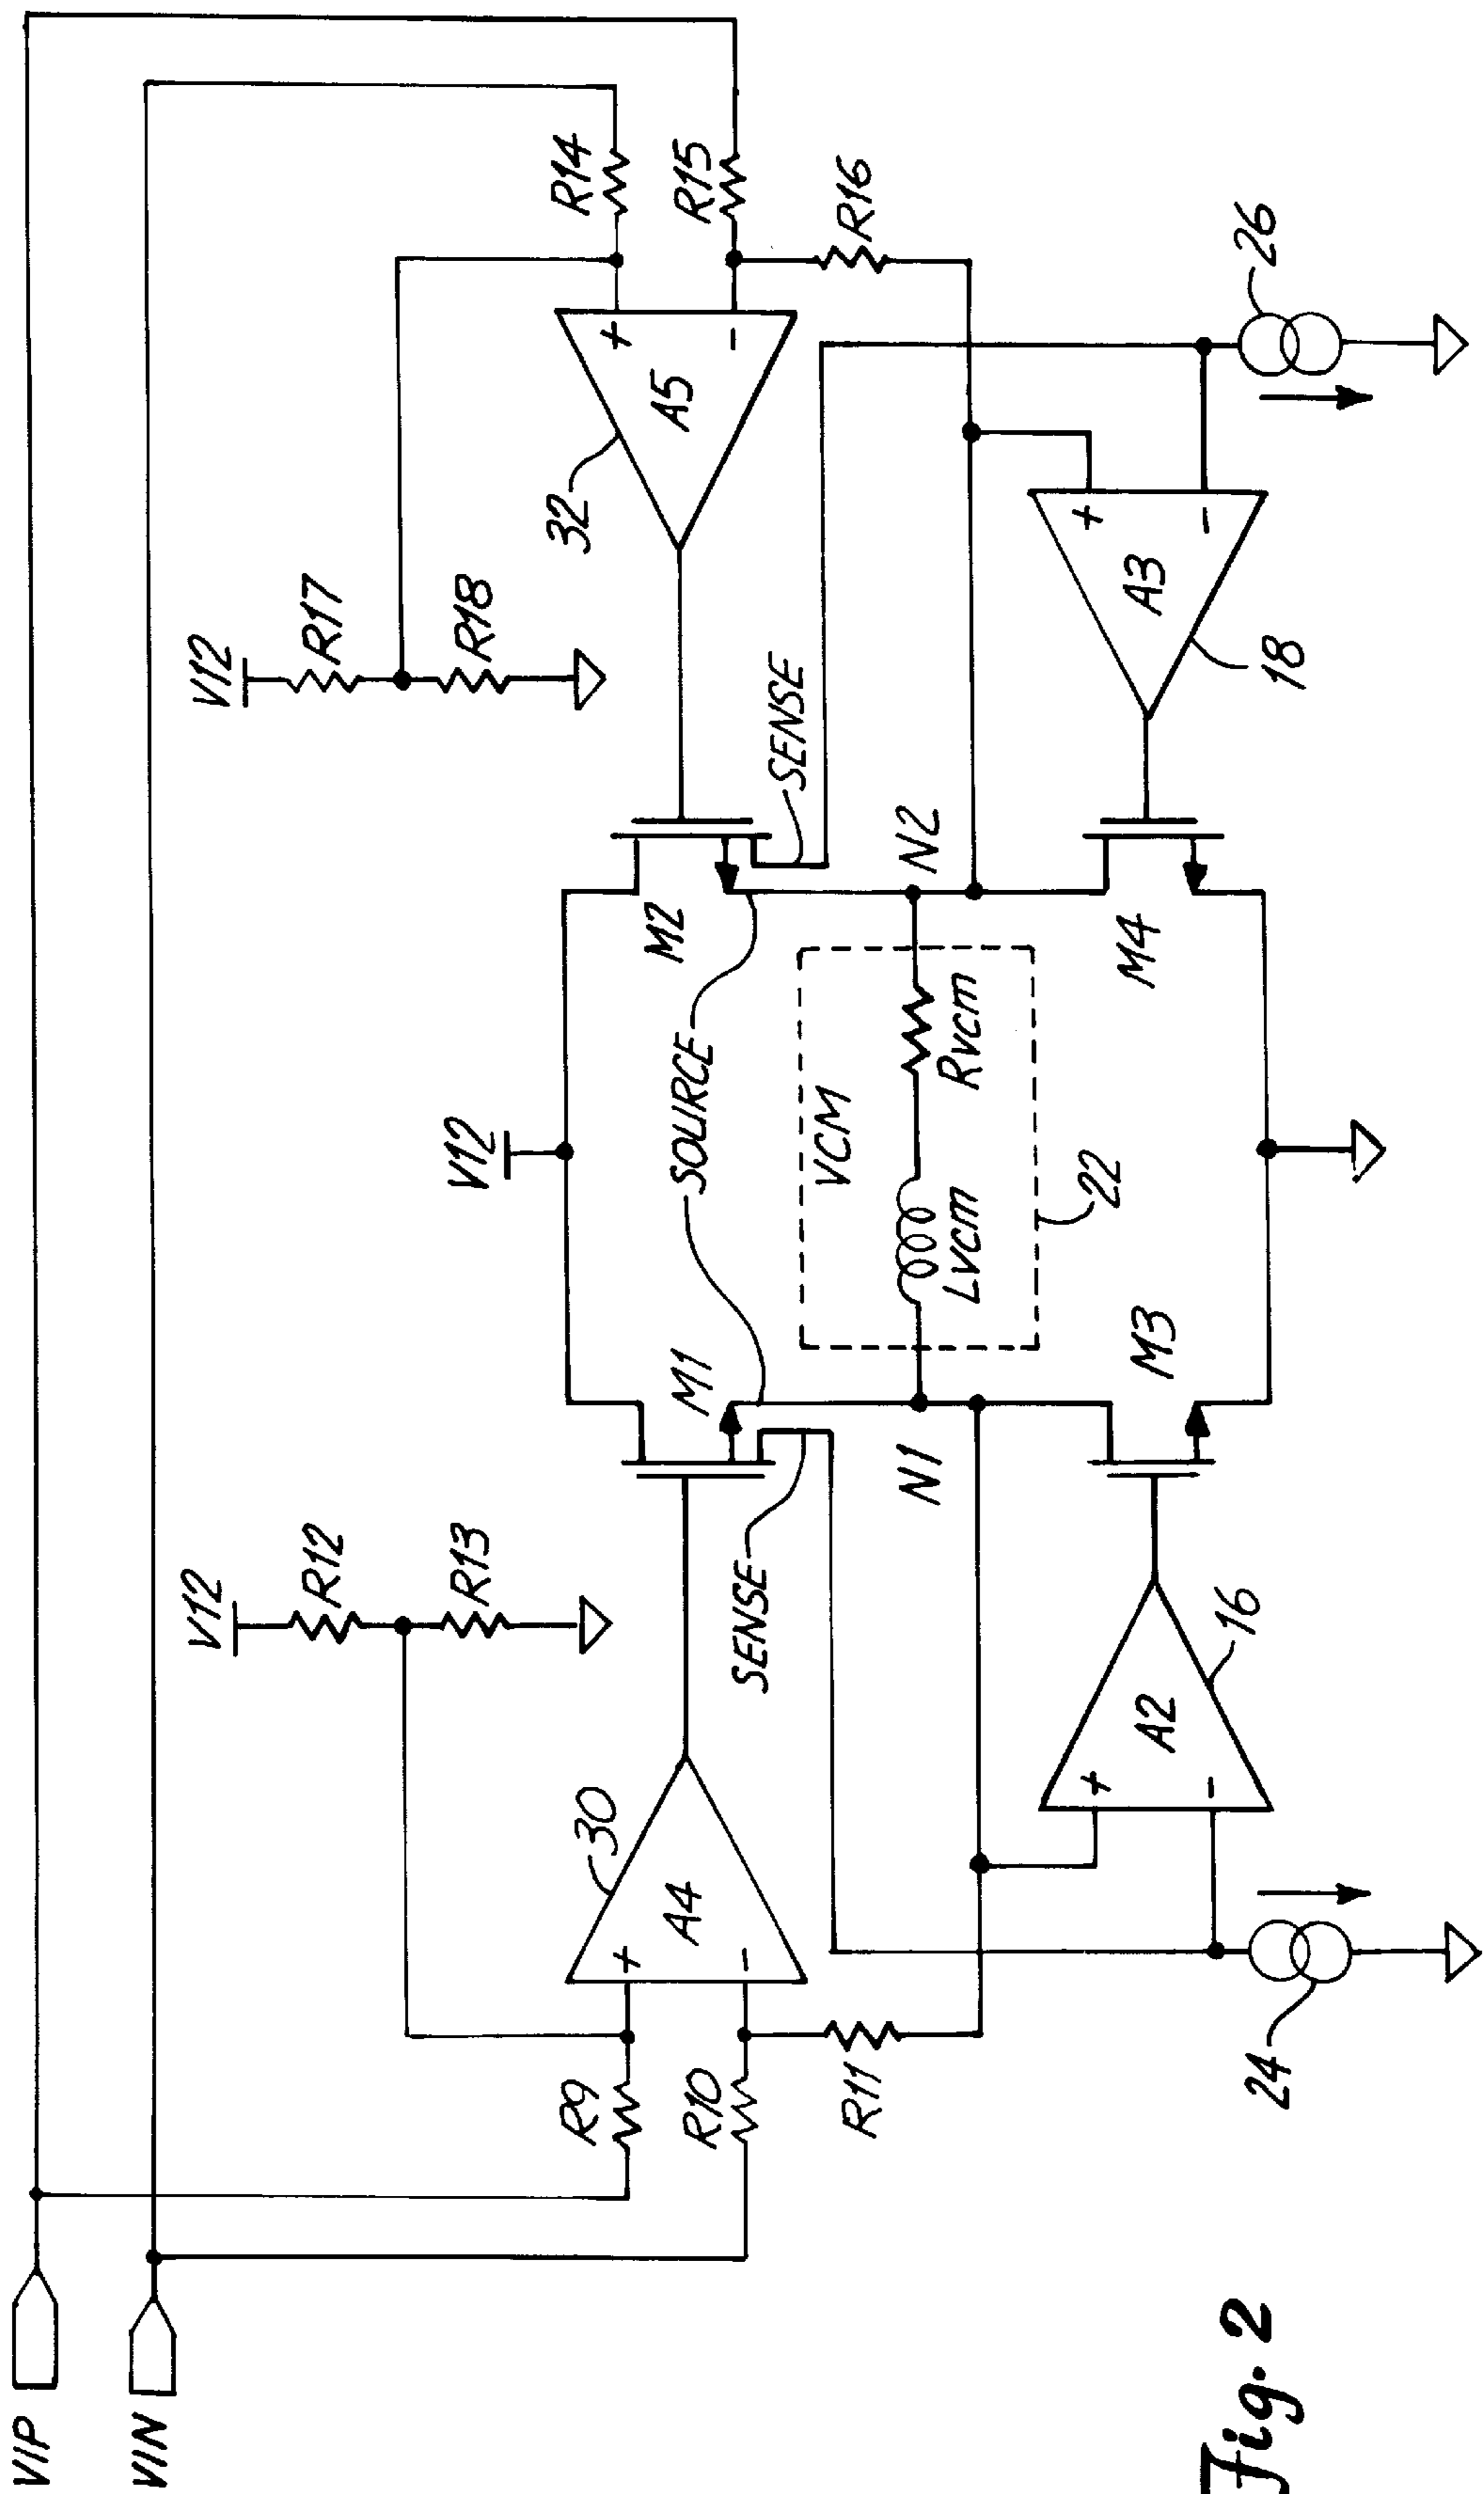 VIP
VIN
V12
R12
R13
V12
V12
R17
R18
R9
R10
R11
+
-
A4
30
M1
SENSE
SOURCE
M2
SENSE
32
A5
+
-
R14
R15
R16
N1
VCM
Lvcm
Rvcm
22
N2
24
+
-
A2
16
M3
M4
A3
18
+
-
26
Fig. 2